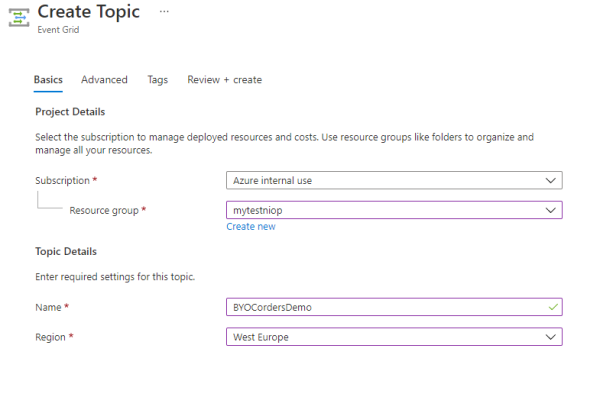 Create Topic ...
Event Grid
Basics Advanced Tags Review + create
Project Details
Select the subscription to manage deployed resources and costs. Use resource groups like folders to organize and
manage all your resources.
Subscription * Azure internal use
Resource group * mytestniop
Create new
Topic Details
Enter required settings for this topic.
Name * BYOCordersDemo
Region * West Europe